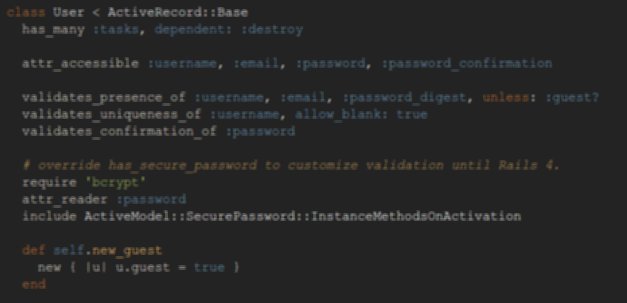 class User < ActiveRecord::Base
has_many :tasks, dependent: :destroy
attr_accessible :username, :email, :password, :password_confirmation
validates_presence_of :username, :email, :password_digest, unless: :guest?
validates_uniqueness_of :username, allow_blank: true
validates_confirmation_of :password
# override has_secure_password to customize validation until Rails 4.
require 'bcrypt'
attr_reader :password
include ActiveModel::SecurePassword::InstanceMethodsOnActivation
def self.new_guest
new { |u| u.guest = true }
end